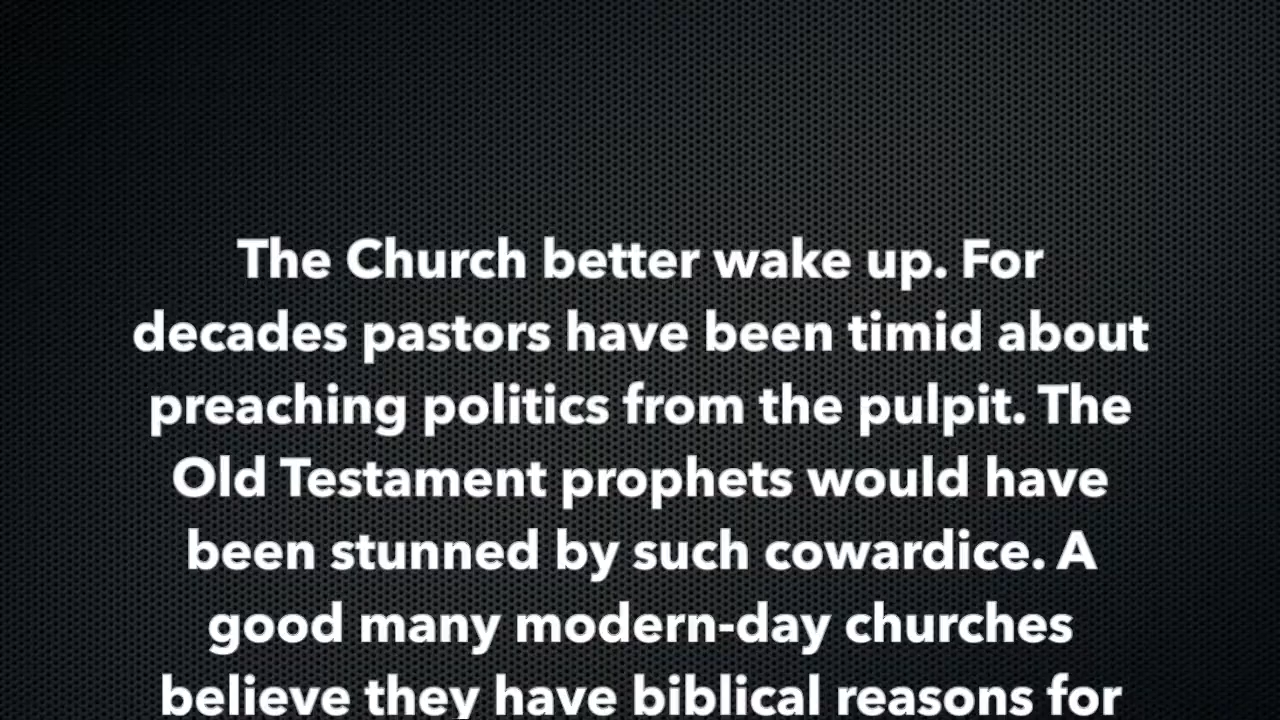 The Church better wake up. For
decades pastors have been timid about
preaching politics from the pulpit. The
Old Testament prophets would have
been stunned by such cowardice. A
good many modern-day churches
believe they have biblical reasons for